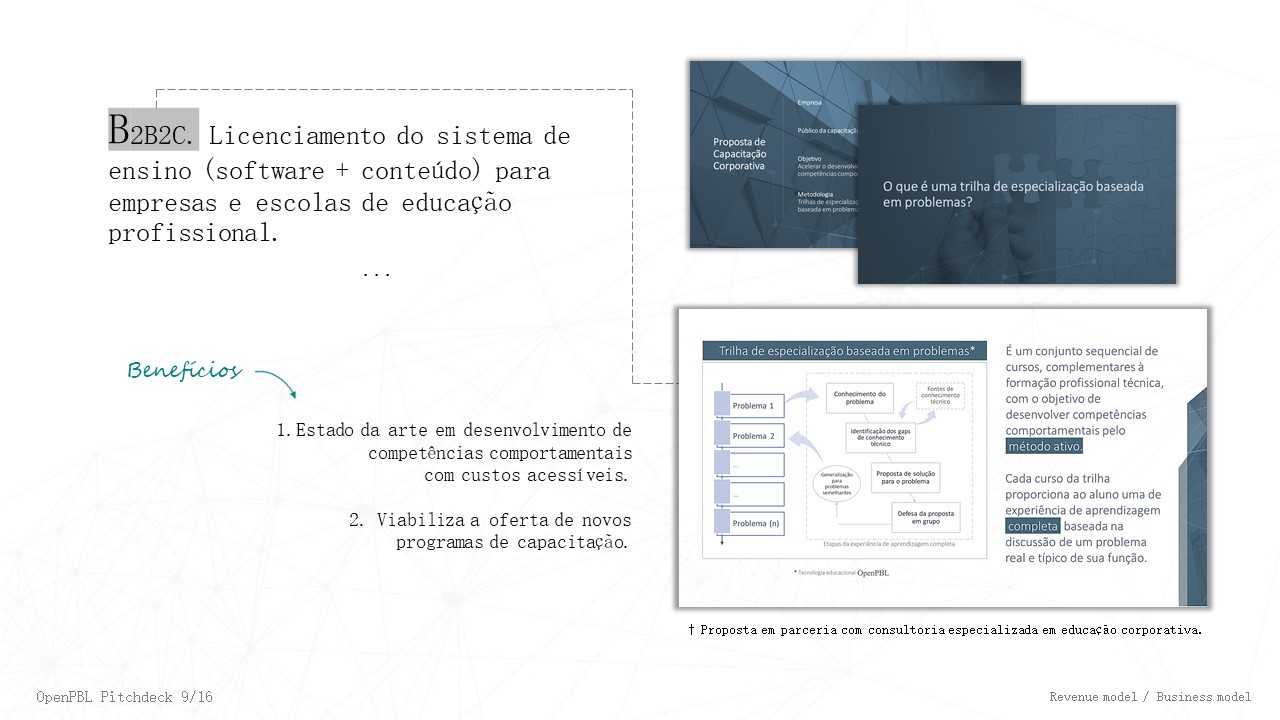 B2B2C. Licenciamento do sistema de
ensino (software + conteúdo) para
empresas e escolas de educação
profissional.
...
Benefícios
1. Estado da arte em desenvolvimento de
competências comportamentais
com custos acessíveis.
2. Viabiliza a oferta de novos
programas de capacitação.
Proposta de
Capacitação
Corporativa
Empresa
Público da capacitação
Objetivo
Acelerar o desenvolvi
competências compo
Metodologia
Trilhas de especializaç
baseada em problema
O que é uma trilha de especialização baseada
em problemas?
Trilha de especialização baseada em problemas*
Problema 1
Problema 2
...
...
Problema (n)
Conhecimento do
problema
Fontes de
conhecimento
técnico
Identificação dos gaps
de conhecimento
técnico
Generalização
para
problemas
semelhantes
Proposta de solução
para o problema
Defesa da proposta
em grupo
Etapas da experiência de aprendizagem completa
* Tecnologia educacional OpenPBL
É um conjunto sequencial de
cursos, complementares à
formação profissional técnica,
com o objetivo de
desenvolver competências
comportamentais pelo
método ativo.
Cada curso da trilha
proporciona ao aluno uma de
experiência de aprendizagem
completa baseada na
discussão de um problema
real e típico de sua função.
† Proposta em parceria com consultoria especializada em educação corporativa.
OpenPBL Pitchdeck 9/16
Revenue model / Business model